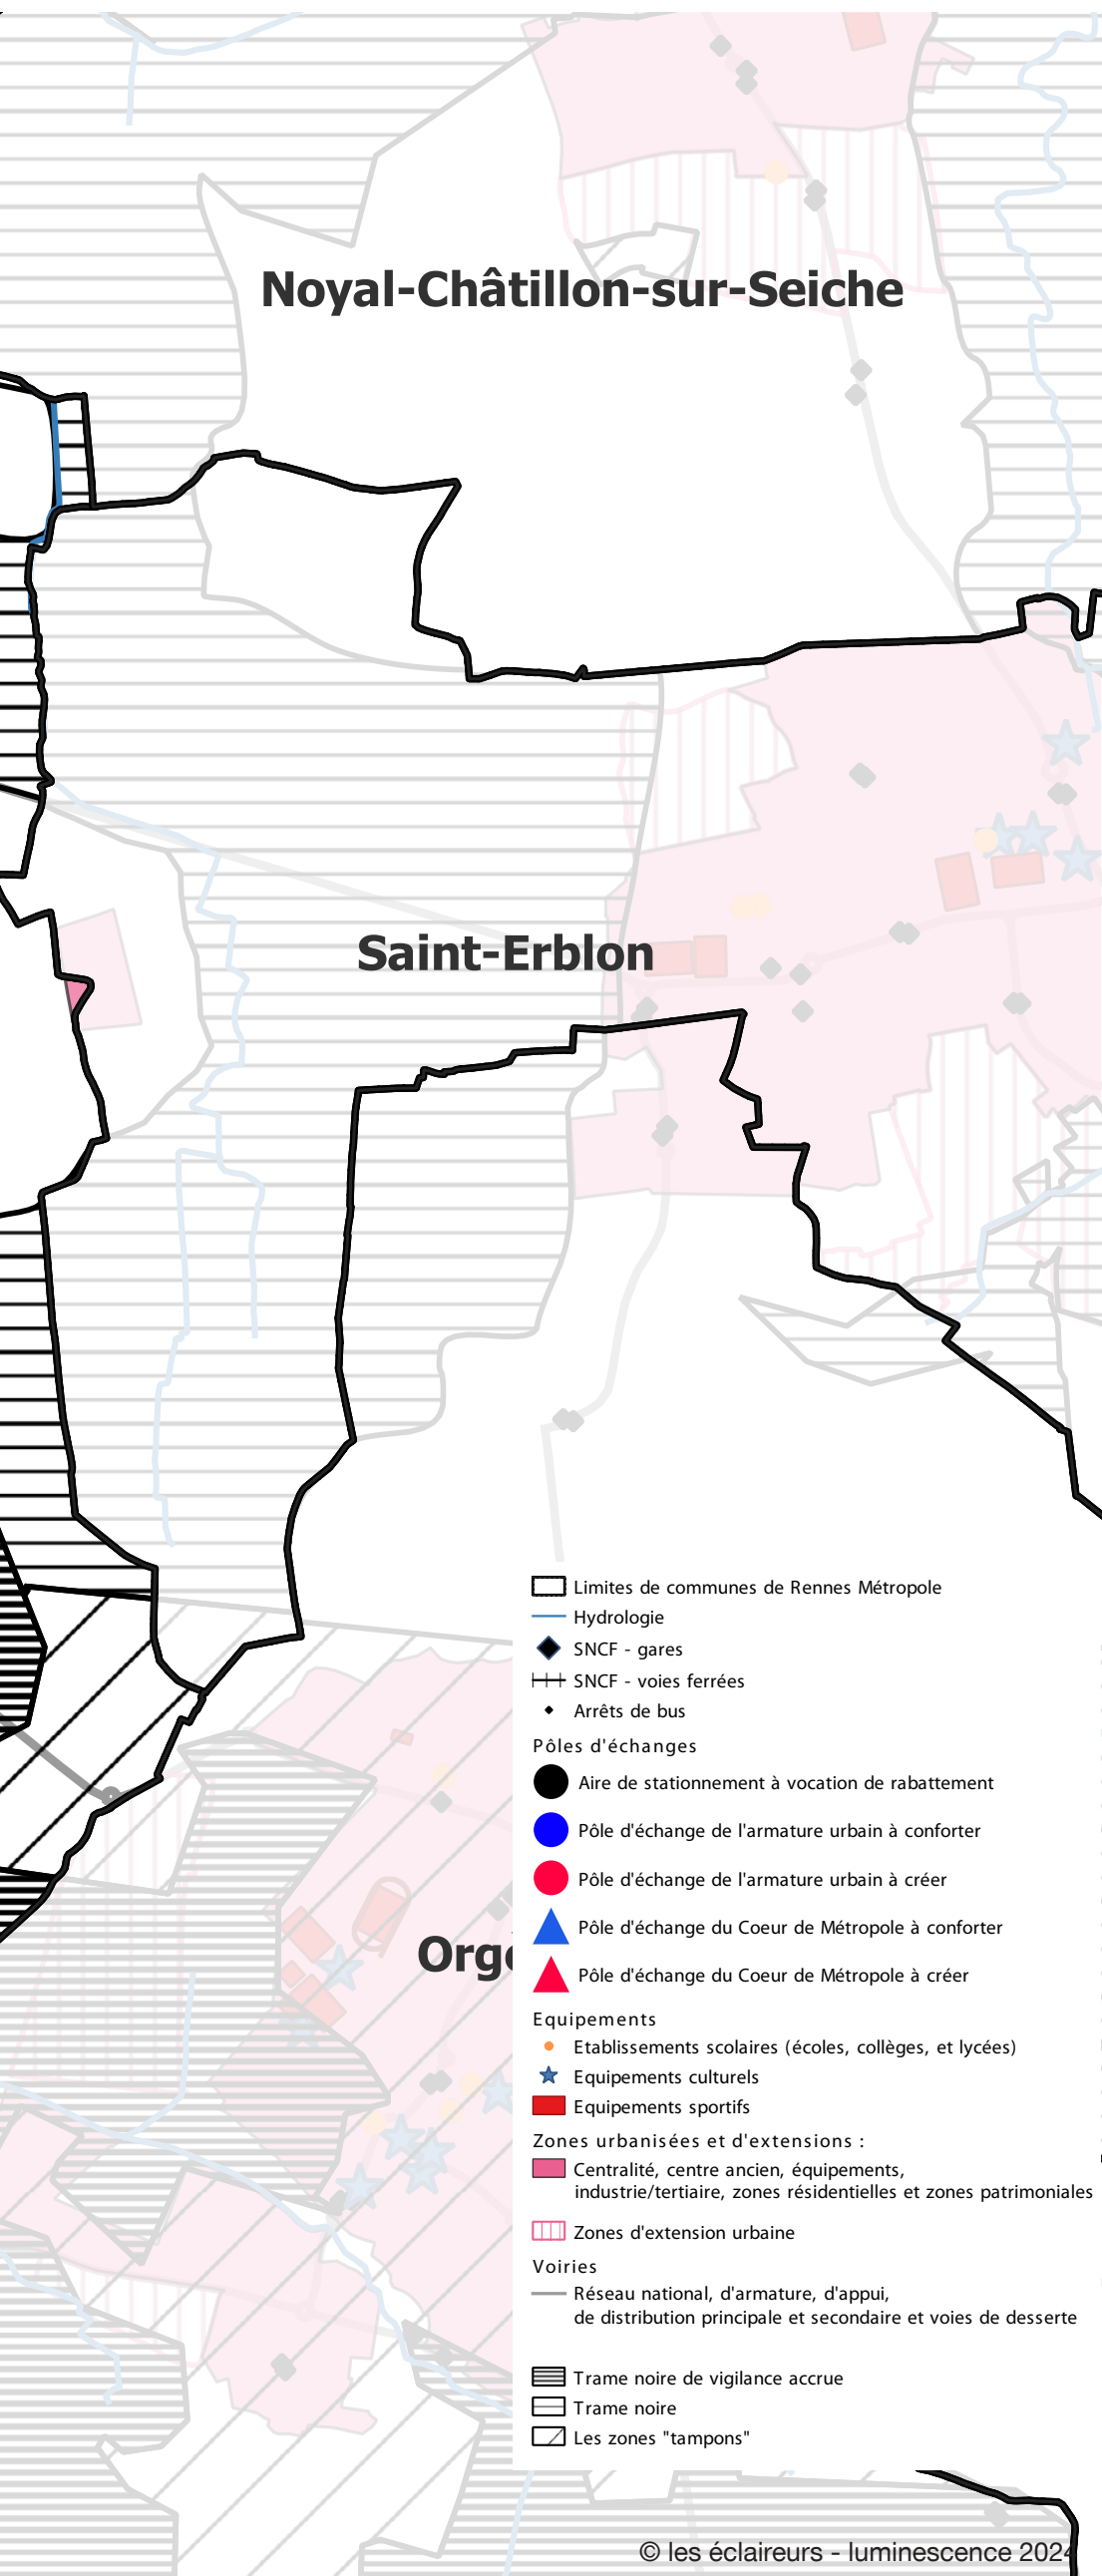 Noyal-Châtillon-sur-Seiche
Saint-Erblon
Limites de communes de Rennes Métropole
Hydrologie
SNCF - gares
SNCF - voies ferrées
Arrêts de bus
Pôles d'échanges
Aire de stationnement à vocation de rabattement
Pôle d'échange de l'armature urbain à conforter
Pôle d'échange de l'armature urbain à créer
Pôle d'échange du Coeur de Métropole à conforter
Pôle d'échange du Coeur de Métropole à créer
Equipements
Etablissements scolaires (écoles, collèges, et lycées)
Equipements culturels
Equipements sportifs
Zones urbanisées et d'extensions :
Centralité, centre ancien, équipements,
industrie/tertiaire, zones résidentielles et zones patrimoniales
Zones d'extension urbaine
Voiries
Réseau national, d'armature, d'appui,
de distribution principale et secondaire et voies de desserte
Trame noire de vigilance accrue
Trame noire
Les zones "tampons"
© les éclaireurs - luminescence 2024